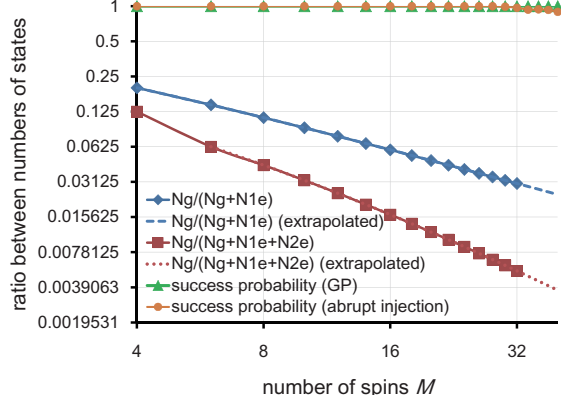 ratio between numbers of states
1
0.5
0.25
0.125
0.0625
0.03125
0.015625
0.0078125
0.0039063
0.0019531
Ng/(Ng+N1e)
Ng/(Ng+N1e) (extrapolated)
Ng/(Ng+N1e+N2e)
Ng/(Ng+N1e+N2e) (extrapolated)
success probability (GP)
success probability (abrupt injection)
4 8 16 32
number of spins M